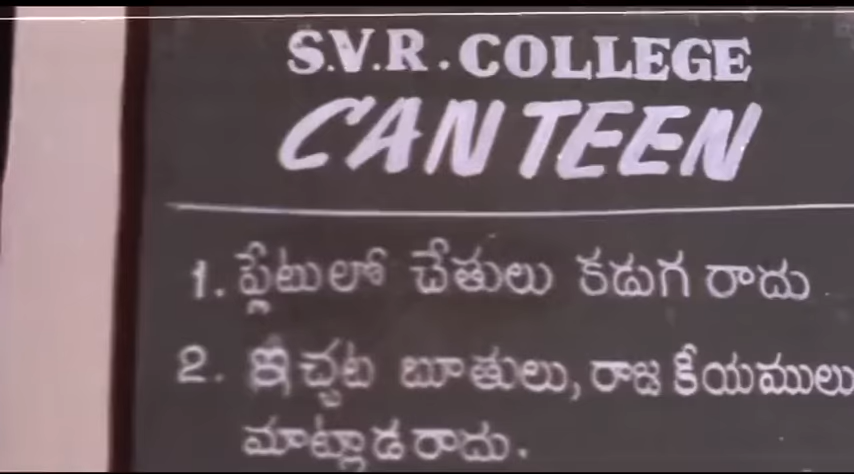 S.V.R. COLLEGE
CANTEEN
1. ప్లేటులో చేతులు కడుగ రాదు.
2. ఇచ్చట బూతులు, రాజకీయములు
మాట్లాడరాదు.